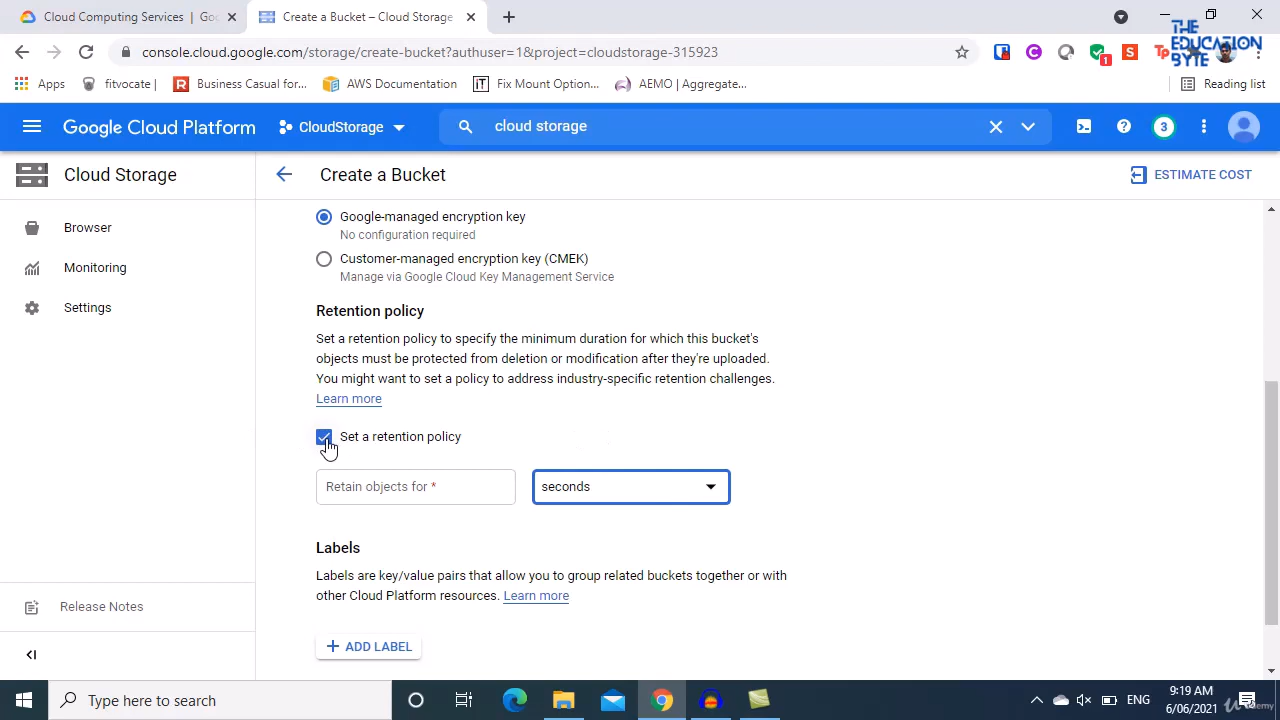 Cloud Computing Services | Go
Create a Bucket – Cloud Storage
THE
EDUCATION
BYTE
console.cloud.google.com/storage/create-bucket?authuser=1&project=cloudstorage-315923
Apps
fitvocate |
Business Casual for...
AWS Documentation
Fix Mount Option...
AEMO | Aggregate...
Reading list
Google Cloud Platform
CloudStorage
cloud storage
3
Cloud Storage
Create a Bucket
ESTIMATE COST
Browser
Monitoring
Settings
Google-managed encryption key
No configuration required
Customer-managed encryption key (CMEK)
Manage via Google Cloud Key Management Service
Retention policy
Set a retention policy to specify the minimum duration for which this bucket's
objects must be protected from deletion or modification after they're uploaded.
You might want to set a policy to address industry-specific retention challenges.
Learn more
Set a retention policy
Retain objects for *
seconds
Labels
Labels are key/value pairs that allow you to group related buckets together or with
other Cloud Platform resources. Learn more
+ ADD LABEL
Release Notes
Type here to search
ENG
9:19 AM
6/06/2021
Udemy